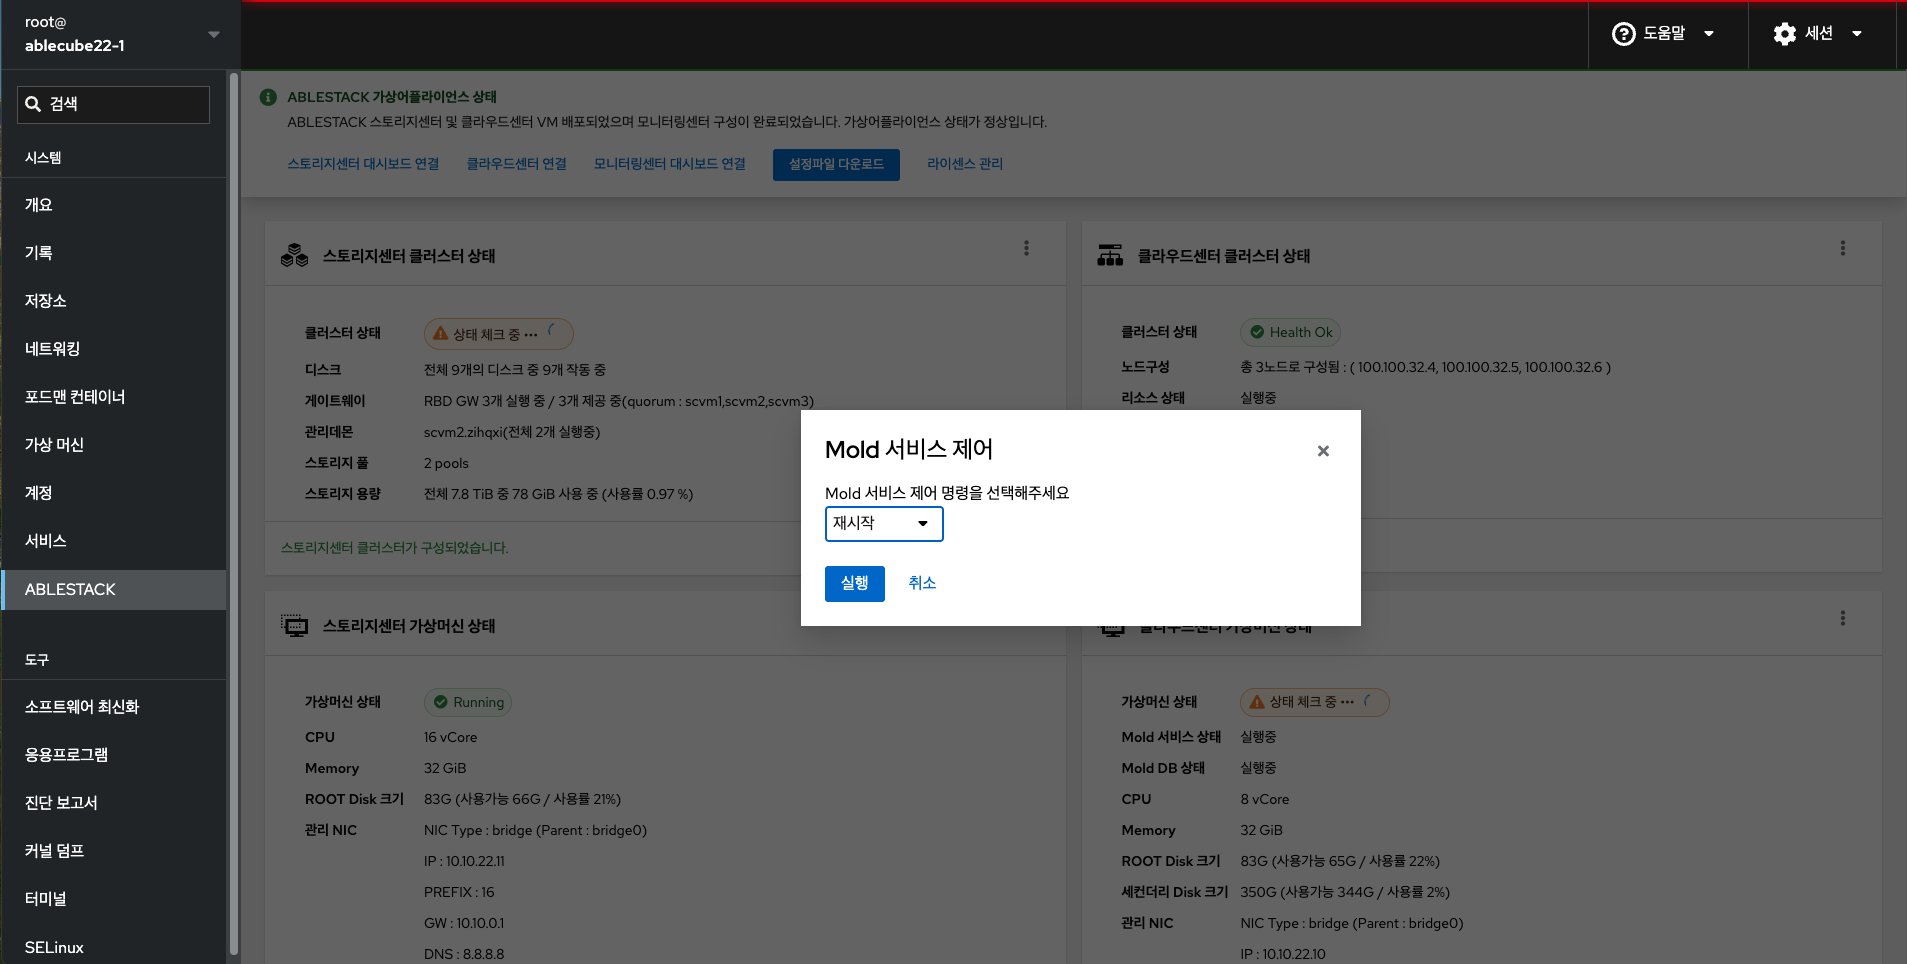 root@
ablecube22-1
도움말
세션
검색
시스템
개요
기록
저장소
네트워킹
포드맨 컨테이너
가상 머신
계정
서비스
ABLESTACK
도구
소프트웨어 최신화
응용프로그램
진단 보고서
커널 덤프
터미널
SELinux
ABLESTACK 가상어플라이언스 상태
ABLESTACK 스토리지센터 및 클라우드센터 VM 배포되었으며 모니터링센터 구성이 완료되었습니다. 가상어플라이언스 상태가 정상입니다.
스토리지센터 대시보드 연결 클라우드센터 연결 모니터링센터 대시보드 연결 설정파일 다운로드 라이센스 관리
스토리지센터 클러스터 상태
클러스터 상태 상태 체크 중 •••
디스크 전체 9개의 디스크 중 9개 작동 중
게이트웨이 RBD GW 3개 실행 중 / 3개 제공 중(quorum : scvm1,scvm2,scvm3)
관리데몬 scvm2.zihqxi(전체 2개 실행중)
스토리지 풀 2 pools
스토리지 용량 전체 7.8 TiB 중 78 GiB 사용 중 (사용률 0.97 %)
스토리지센터 클러스터가 구성되었습니다.
클라우드센터 클러스터 상태
클러스터 상태 Health Ok
노드구성 총 3노드로 구성됨 : ( 100.100.32.4, 100.100.32.5, 100.100.32.6 )
리소스 상태 실행중
Mold 서비스 제어
Mold 서비스 제어 명령을 선택해주세요
재시작
실행 취소
스토리지센터 가상머신 상태
가상머신 상태 Running
CPU 16 vCore
Memory 32 GiB
ROOT Disk 크기 83G (사용가능 66G / 사용률 21%)
관리 NIC NIC Type : bridge (Parent : bridge0)
IP : 10.10.22.11
PREFIX : 16
GW : 10.10.0.1
DNS : 8.8.8.8
클라우드센터 가상머신 상태
가상머신 상태 상태 체크 중 •••
Mold 서비스 상태 실행중
Mold DB 상태 실행중
CPU 8 vCore
Memory 32 GiB
ROOT Disk 크기 83G (사용가능 65G / 사용률 22%)
세컨더리 Disk 크기 350G (사용가능 344G / 사용률 2%)
관리 NIC NIC Type : bridge (Parent : bridge0)
IP : 10.10.22.10